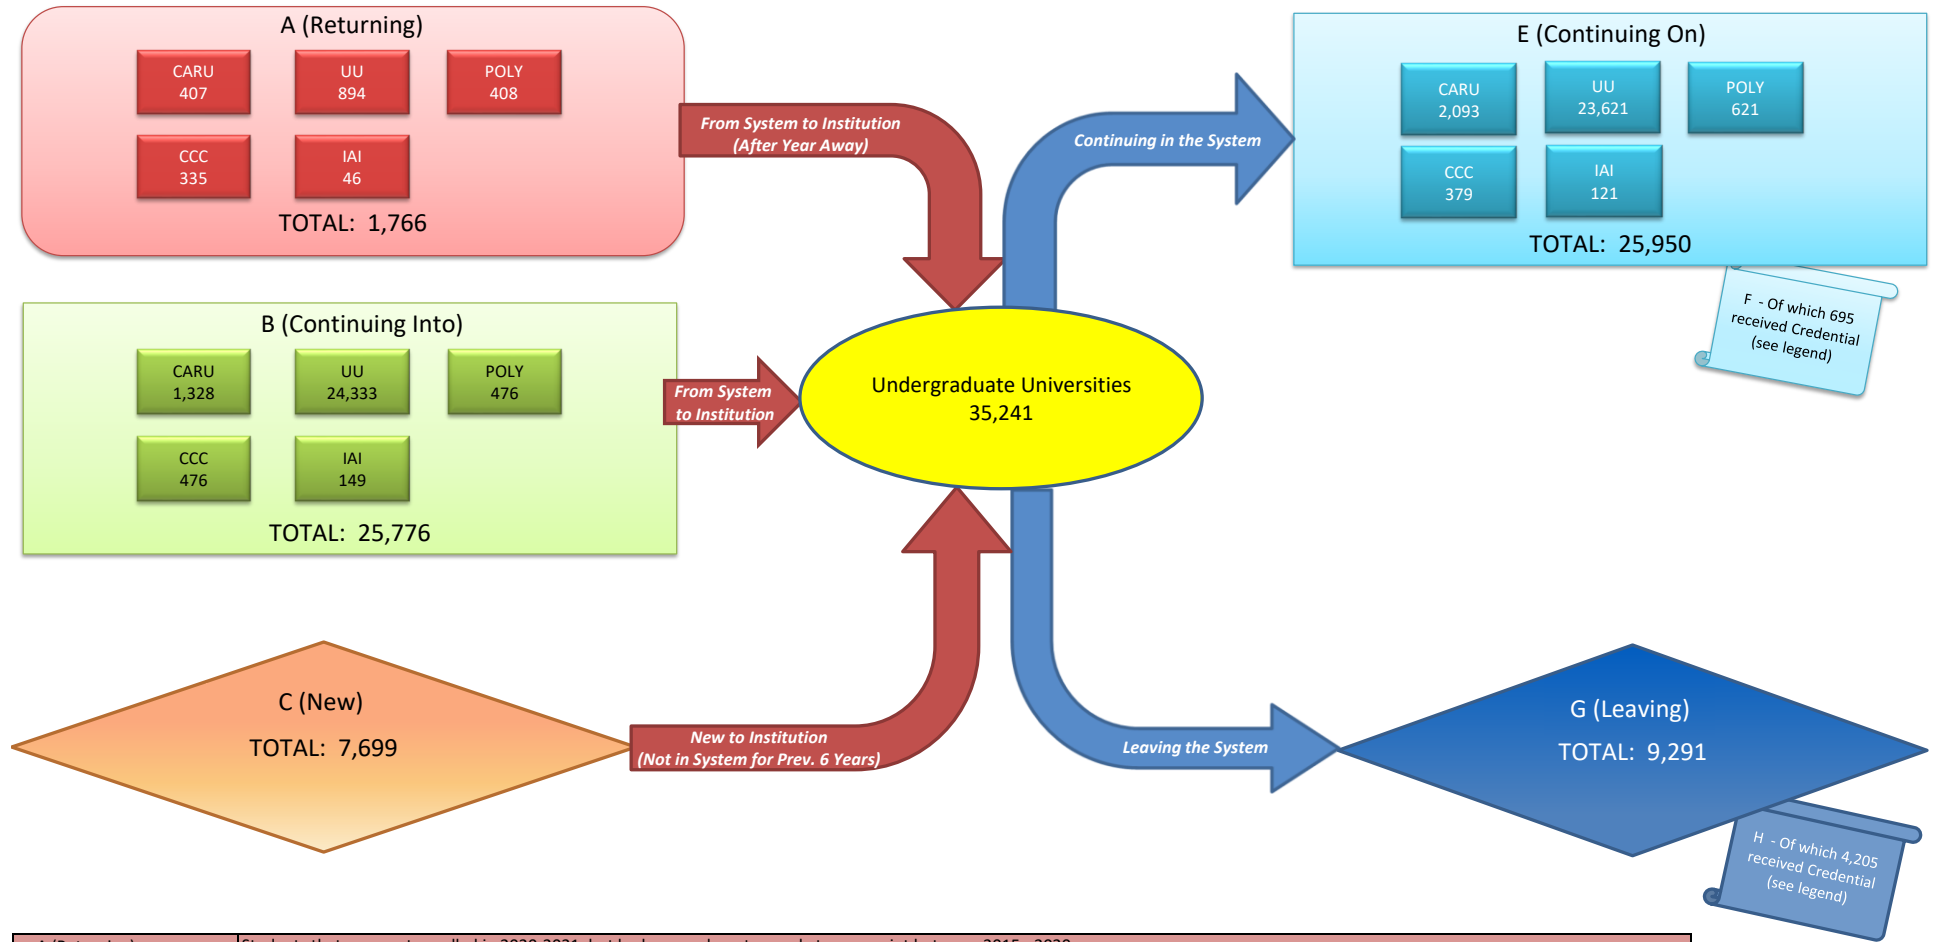 A (Returning)
CARU
407
UU
894
POLY
408
CCC
335
IAI
46
TOTAL: 1,766
From System to Institution
(After Year Away)
Continuing in the System
E (Continuing On)
CARU
2,093
UU
23,621
POLY
621
CCC
379
IAI
121
TOTAL: 25,950
F - Of which 695
received Credential
(see legend)
B (Continuing Into)
CARU
1,328
UU
24,333
POLY
476
CCC
476
IAI
149
TOTAL: 25,776
From System
to Institution
Undergraduate Universities
35,241
C (New)
TOTAL: 7,699
New to Institution
(Not in System for Prev. 6 Years)
Leaving the System
G (Leaving)
TOTAL: 9,291
H - Of which 4,205
received Credential
(see legend)